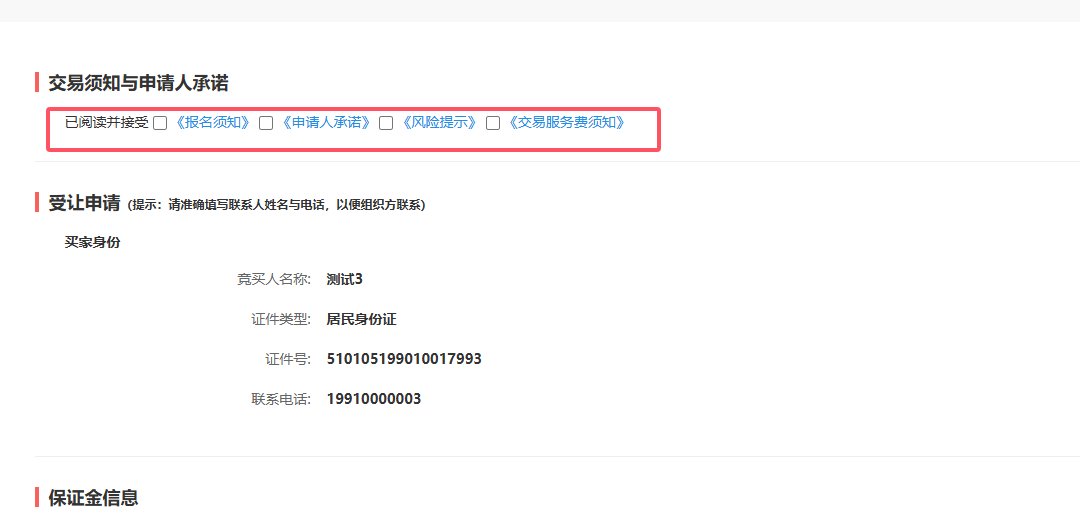 交易须知与申请人承诺
已阅读并接受 《报名须知》 《申请人承诺》 《风险提示》 《交易服务费须知》
受让申请 (提示：请准确填写联系人姓名与电话，以便组织方联系)
买家身份
竞买人名称: 测试3
证件类型: 居民身份证
证件号: 510105199010017993
联系电话: 19910000003
保证金信息